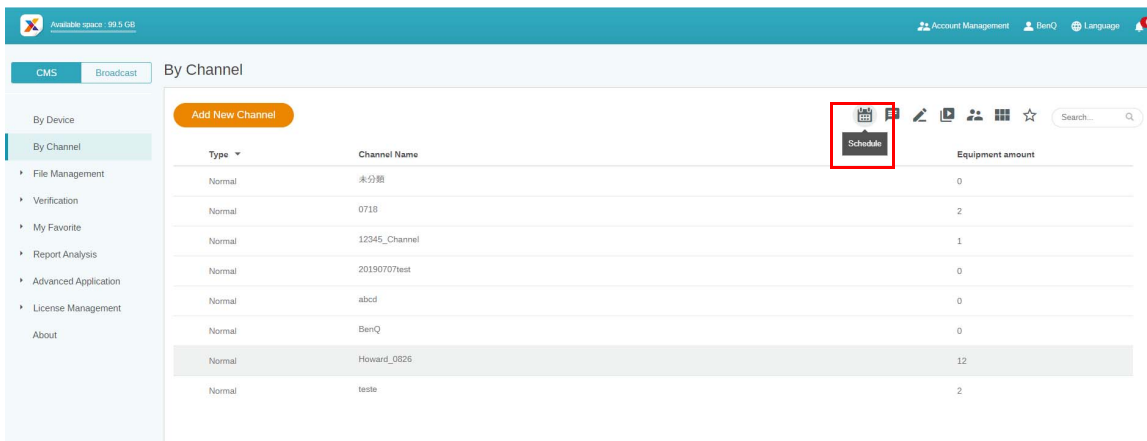 Available space : 99.5 GB
Account Management BenQ Language
CMS Broadcast
By Channel
By Device
By Channel
File Management
Verification
My Favorite
Report Analysis
Advanced Application
License Management
About
Add New Channel
Search...
Schedule
Type Channel Name Equipment amount
Normal 未分類 0
Normal 0718 2
Normal 12345_Channel 1
Normal 20190707test 0
Normal abcd 0
Normal BenQ 0
Normal Howard_0826 12
Normal teste 2